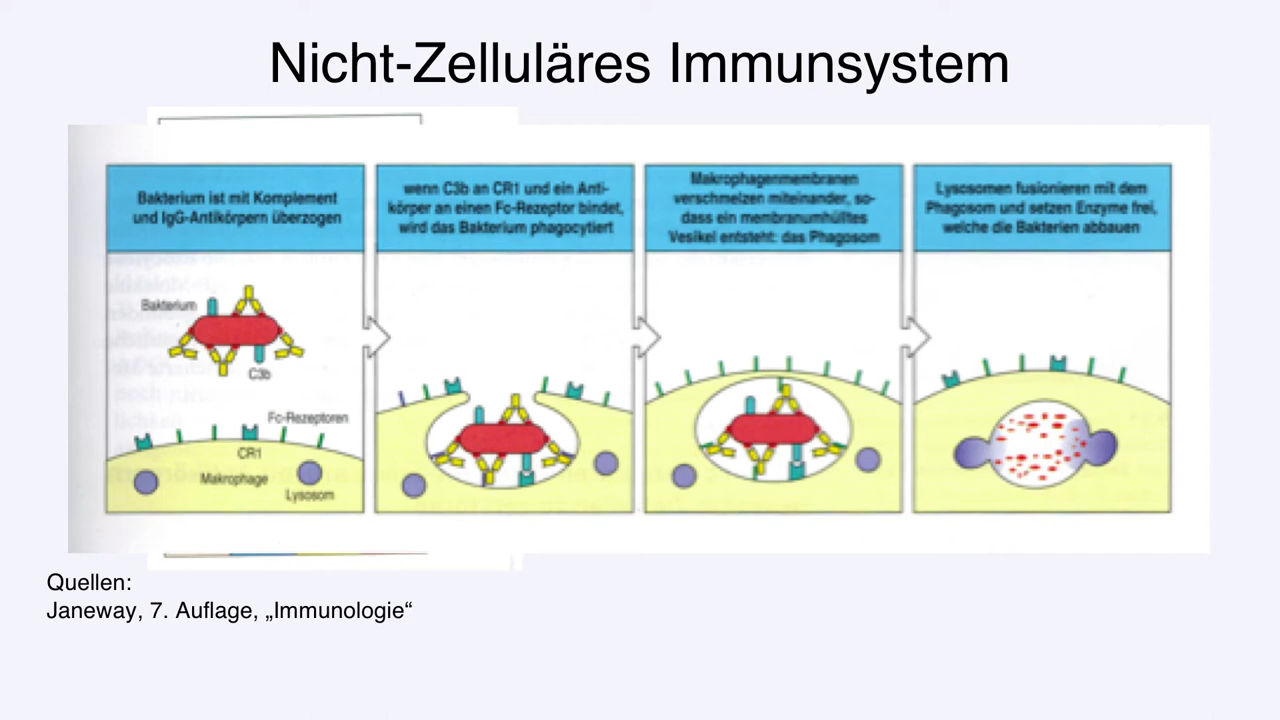 Nicht-Zelluläres Immunsystem
Bakterium ist mit Komplement
und IgG-Antikörpern überzogen
wenn C3b an CR1 und ein Anti-
körper an einen Fc-Rezeptor bindet,
wird das Bakterium phagocytiert
Makrophagenmembranen
verschmelzen miteinander, so-
dass ein membranumhülltes
Vesikel entsteht: das Phagosom
Lysosomen fusionieren mit dem
Phagosom und setzen Enzyme frei,
welche die Bakterien abbauen
Bakterium
C3b
Fc-Rezeptoren
CR1
Makrophage
Lysosom
Quellen:
Janeway, 7. Auflage, „Immunologie“